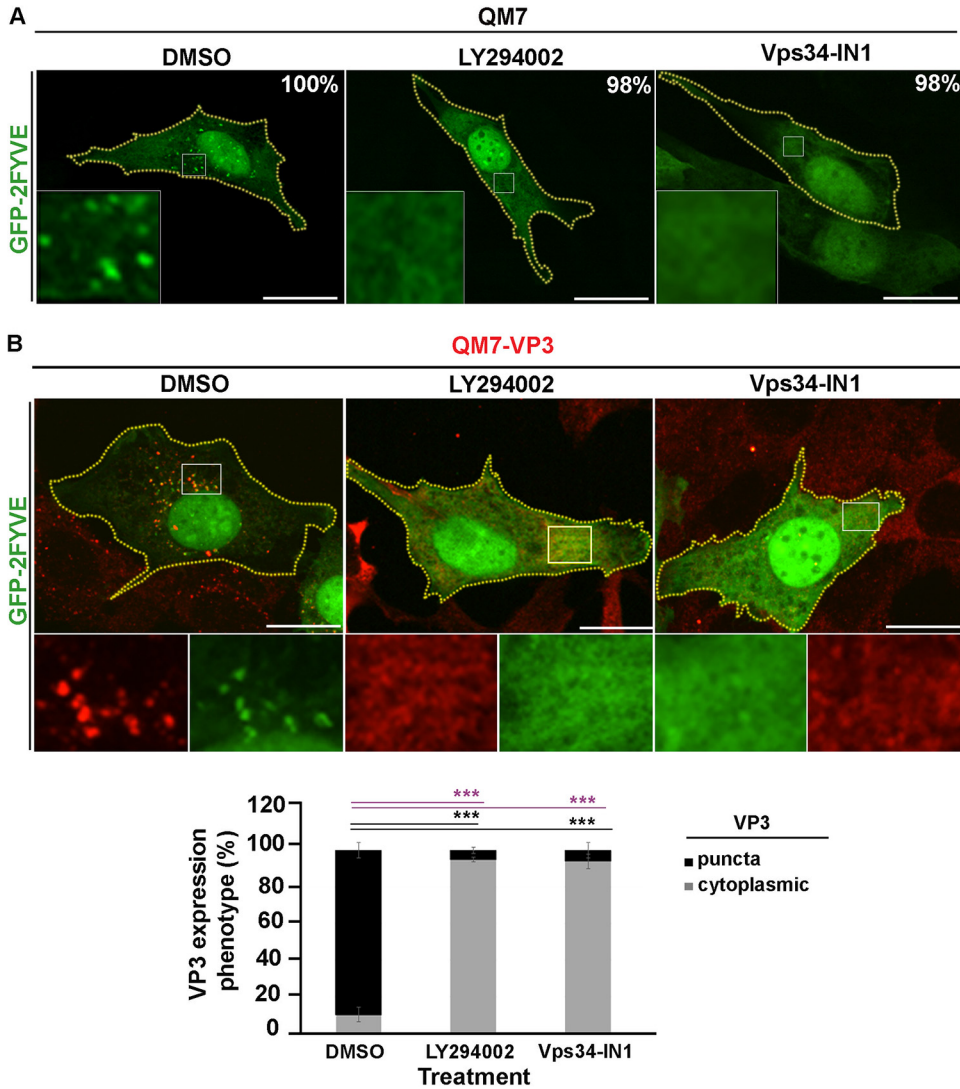 A
QM7
DMSO
LY294002
Vps34-IN1
GFP-2FYVE
100%
98%
98%
B
QM7-VP3
DMSO
LY294002
Vps34-IN1
GFP-2FYVE
VP3 expression
phenotype (%)
120
100
80
60
40
20
0
***
***
***
***
DMSO
LY294002
Vps34-IN1
Treatment
VP3
puncta
cytoplasmic